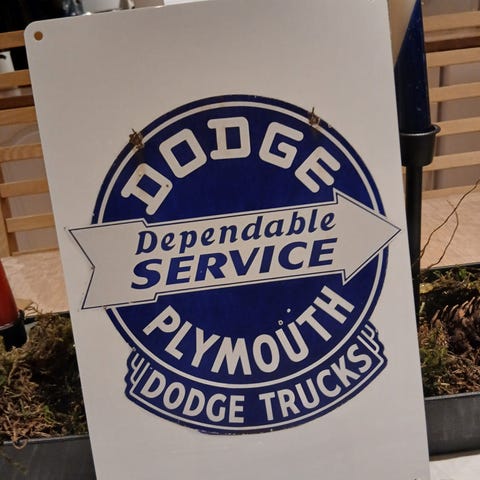 DODGE
Dependable
SERVICE
PLYMOUTH
DODGE TRUCKS